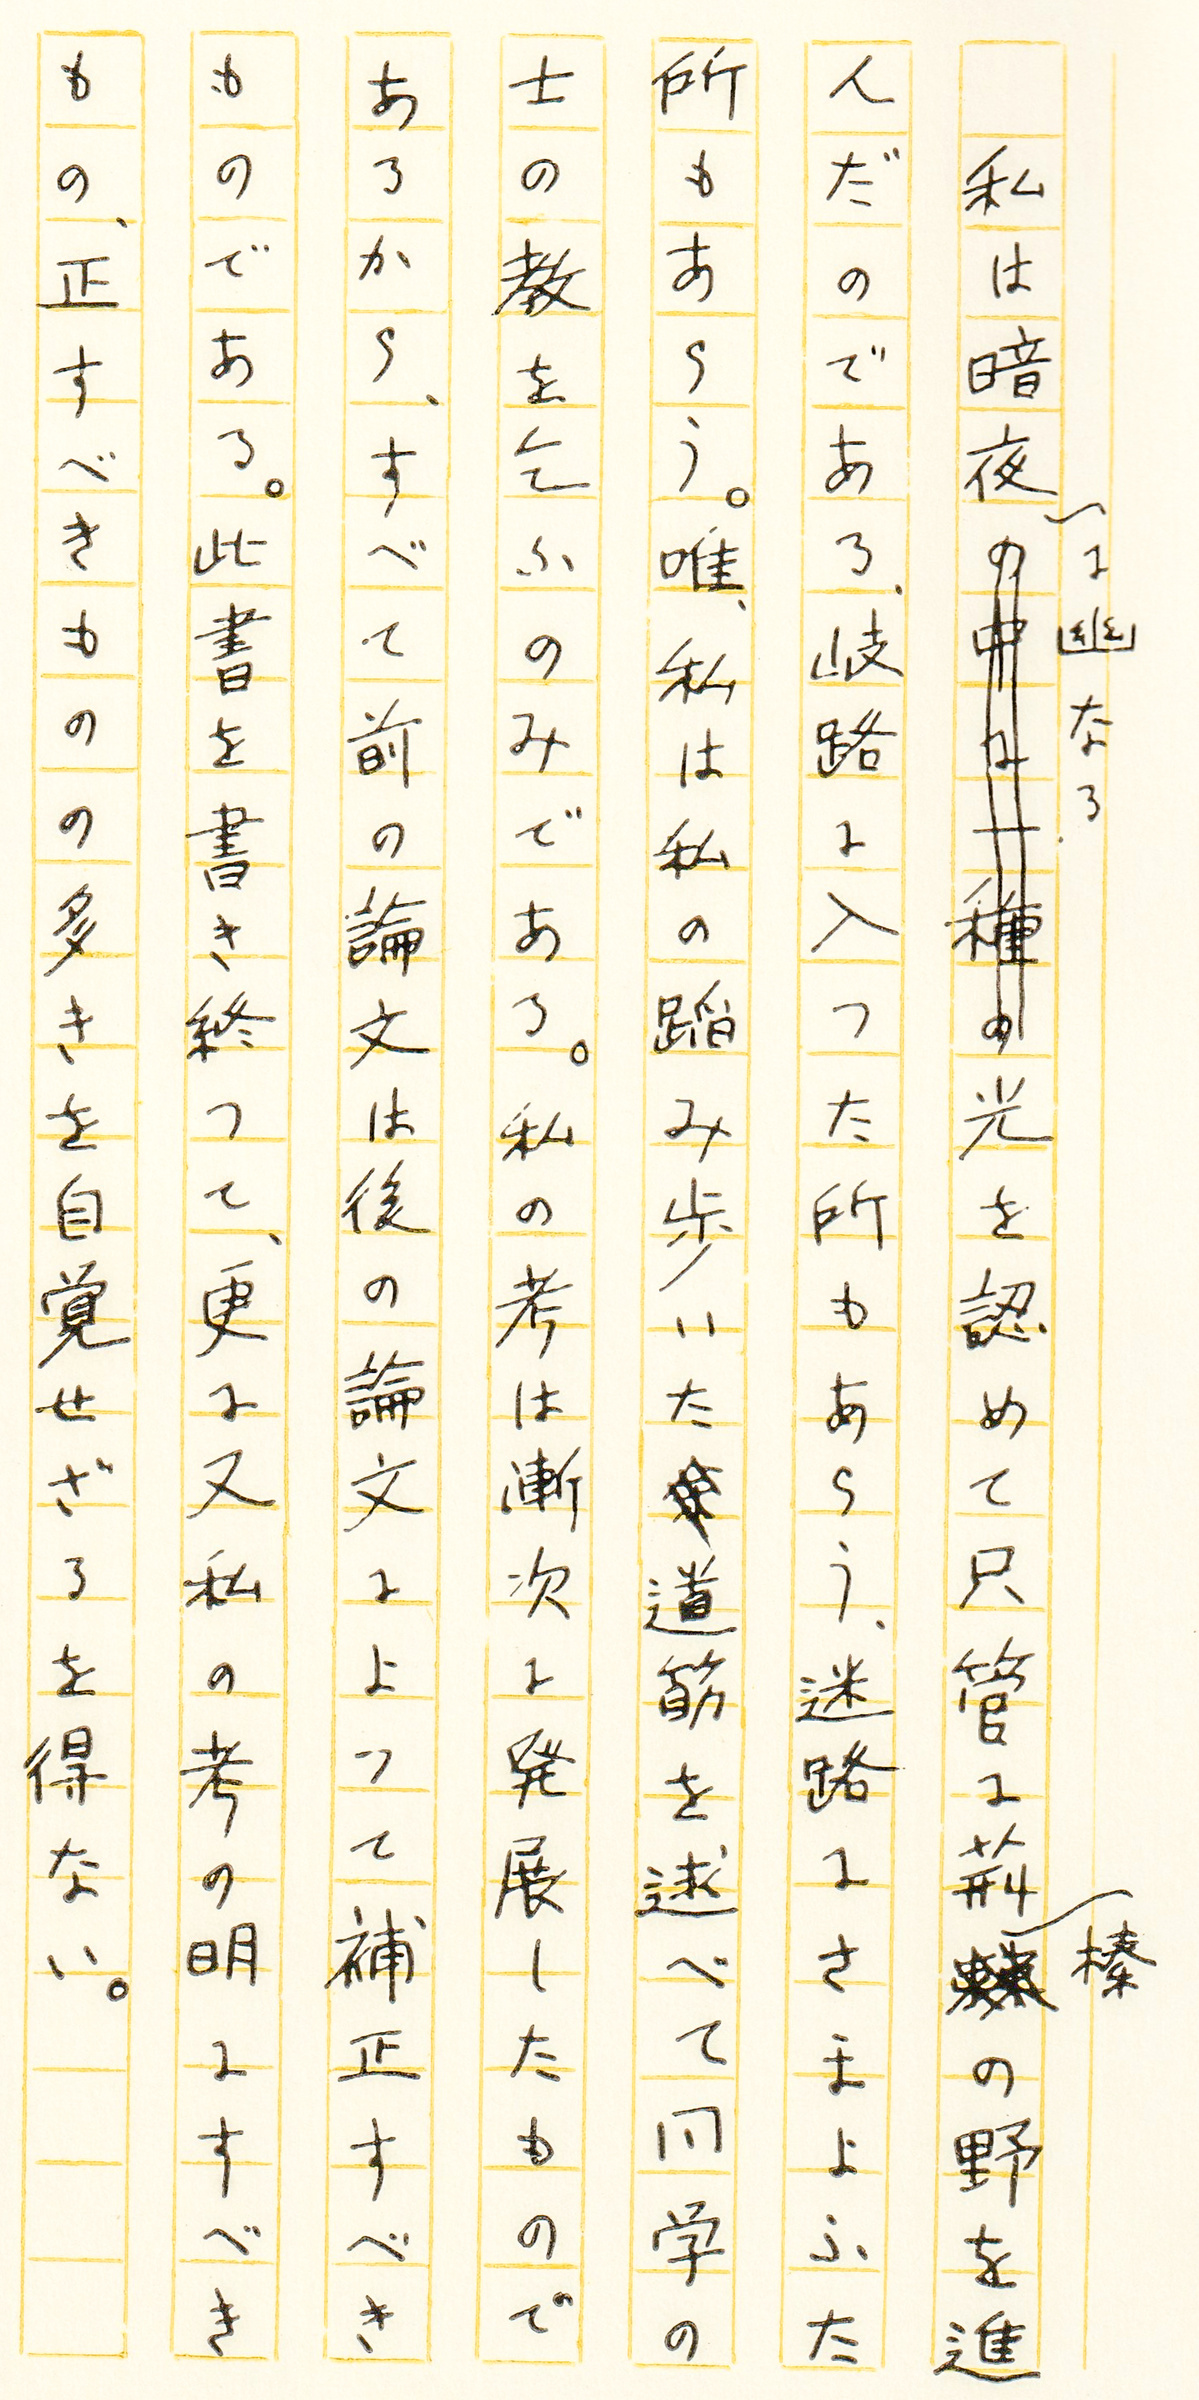 私は暗夜に幽なる光を認めて只管に荊榛の野を進
んだのである、岐路に入つた所もあらう、迷路にさまよふた
所もあらう。唯、私は私の蹈み歩いた道筋を述べて同学の
士の教を乞ふのみである。私の考は漸次に発展したもので
あるから、すべて前の論文は後の論文によつて補正すべき
ものである。此書を書き終つて、更に又私の考の明にすべき
もの、正すべきものの多きを自覚せざるを得ない。